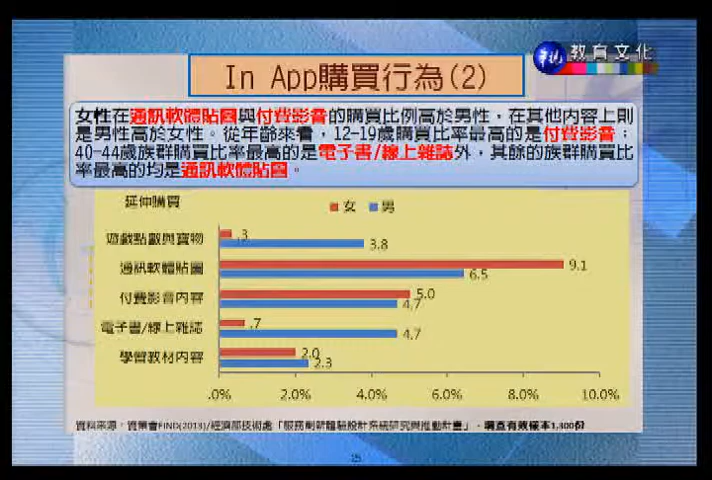 In App購買行為(2)
華視 教育文化
女性在通訊軟體貼圖與付費影音的購買比例高於男性，在其他内容上則
是男性高於女性。從年齡來看，12-19歲購買比率最高的是付費影音；
40-44歲族群購買比率最高的是電子書/線上雜誌外，其餘的族群購買比
率最高的均是通訊軟體貼圖。
延伸購買
女 男
遊戲點數與寶物 .3 3.8
通訊軟體貼圖 9.1 6.5
付費影音内容 5.0 4.7
電子書/線上雜誌 .7 4.7
學習教材内容 2.0 2.3
.0% 2.0% 4.0% 6.0% 8.0% 10.0%
資料來源：資策會FIND(2013)/經濟部技術處「服務創新體驗設計系統研究與推動計畫」，調查有效樣本1,300份